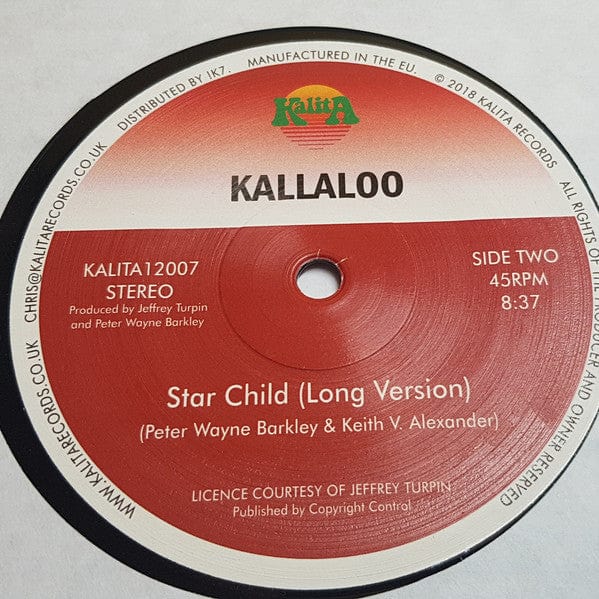 WWW.KALITARECORDS.CO.UK CHRIS@KALITARECORDS.CO.UK DISTRIBUTED BY !K7. MANUFACTURED IN THE EU. © 2018 KALITA RECORDS ALL RIGHTS OF THE PRODUCER AND OWNER RESERVED
KalitA
KALLALOO
KALITA12007
STEREO
Produced by Jeffrey Turpin
and Peter Wayne Barkley
SIDE TWO
45RPM
8:37
Star Child (Long Version)
(Peter Wayne Barkley & Keith V. Alexander)
LICENCE COURTESY OF JEFFREY TURPIN
Published by Copyright Control